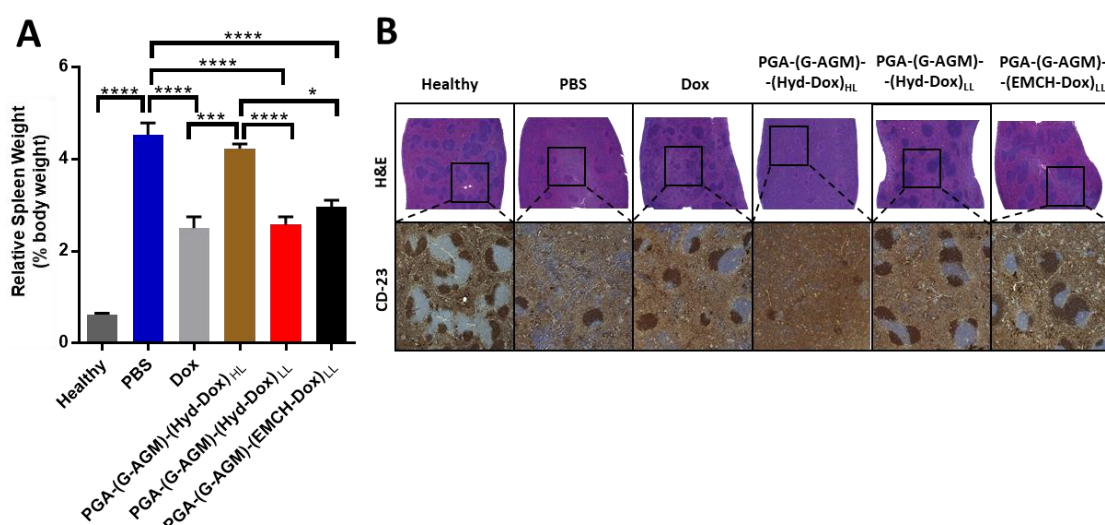 A
Relative Spleen Weight
(% body weight)
6
4
2
0
****
****
****
****
***
****
*
Healthy
PBS
Dox
PGA-(G-AGM)-(Hyd-Dox)HL
PGA-(G-AGM)-(Hyd-Dox)LL
PGA-(G-AGM)-(EMCH-Dox)LL
B
Healthy
PBS
Dox
PGA-(G-AGM)-
-(Hyd-Dox)HL
PGA-(G-AGM)-
-(Hyd-Dox)LL
PGA-(G-AGM)-
-(EMCH-Dox)LL
H&E
CD-23